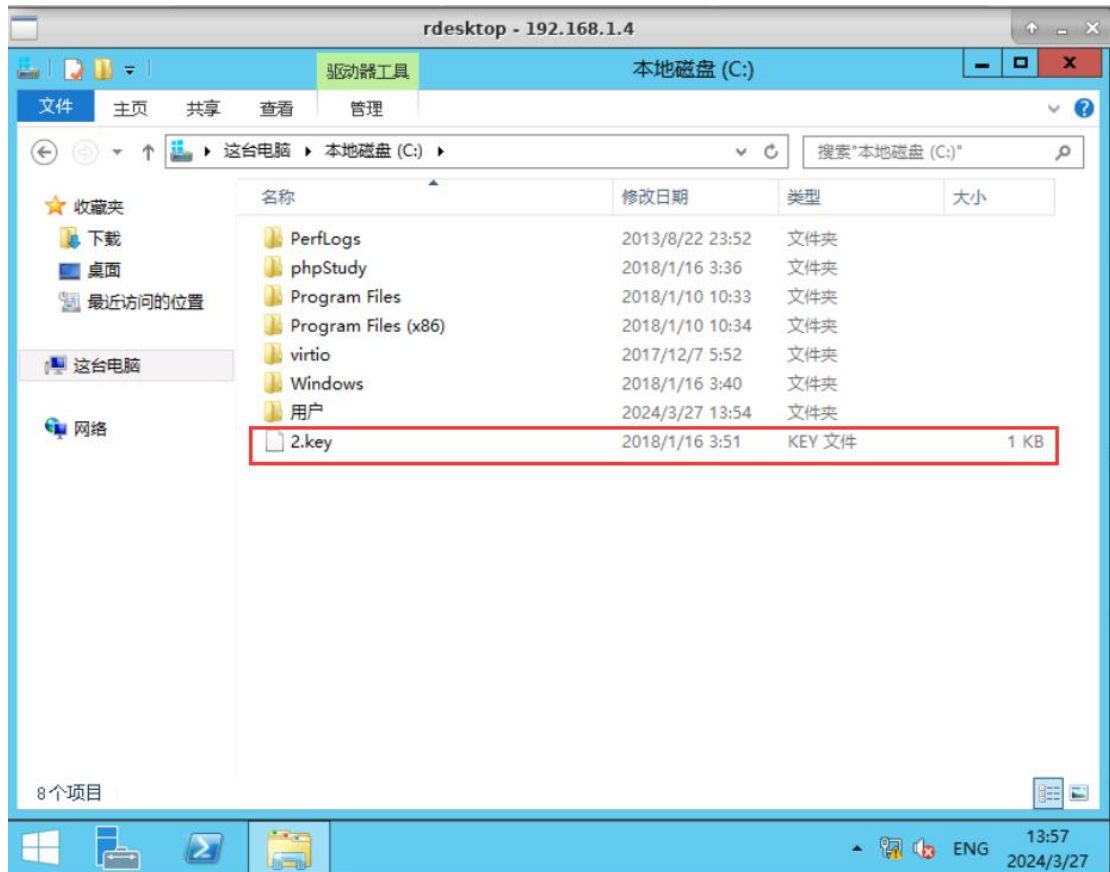 rdesktop - 192.168.1.4
驱动器工具
本地磁盘 (C:)
文件 主页 共享 查看 管理
这台电脑 本地磁盘 (C:) 搜索"本地磁盘 (C:)"
名称 修改日期 类型 大小
收藏夹
下载
桌面
最近访问的位置
这台电脑
网络
PerfLogs 2013/8/22 23:52 文件夹
phpStudy 2018/1/16 3:36 文件夹
Program Files 2018/1/10 10:33 文件夹
Program Files (x86) 2018/1/10 10:34 文件夹
virtio 2017/12/7 5:52 文件夹
Windows 2018/1/16 3:40 文件夹
用户 2024/3/27 13:54 文件夹
2.key 2018/1/16 3:51 KEY 文件 1 KB
8个项目
ENG
13:57
2024/3/27